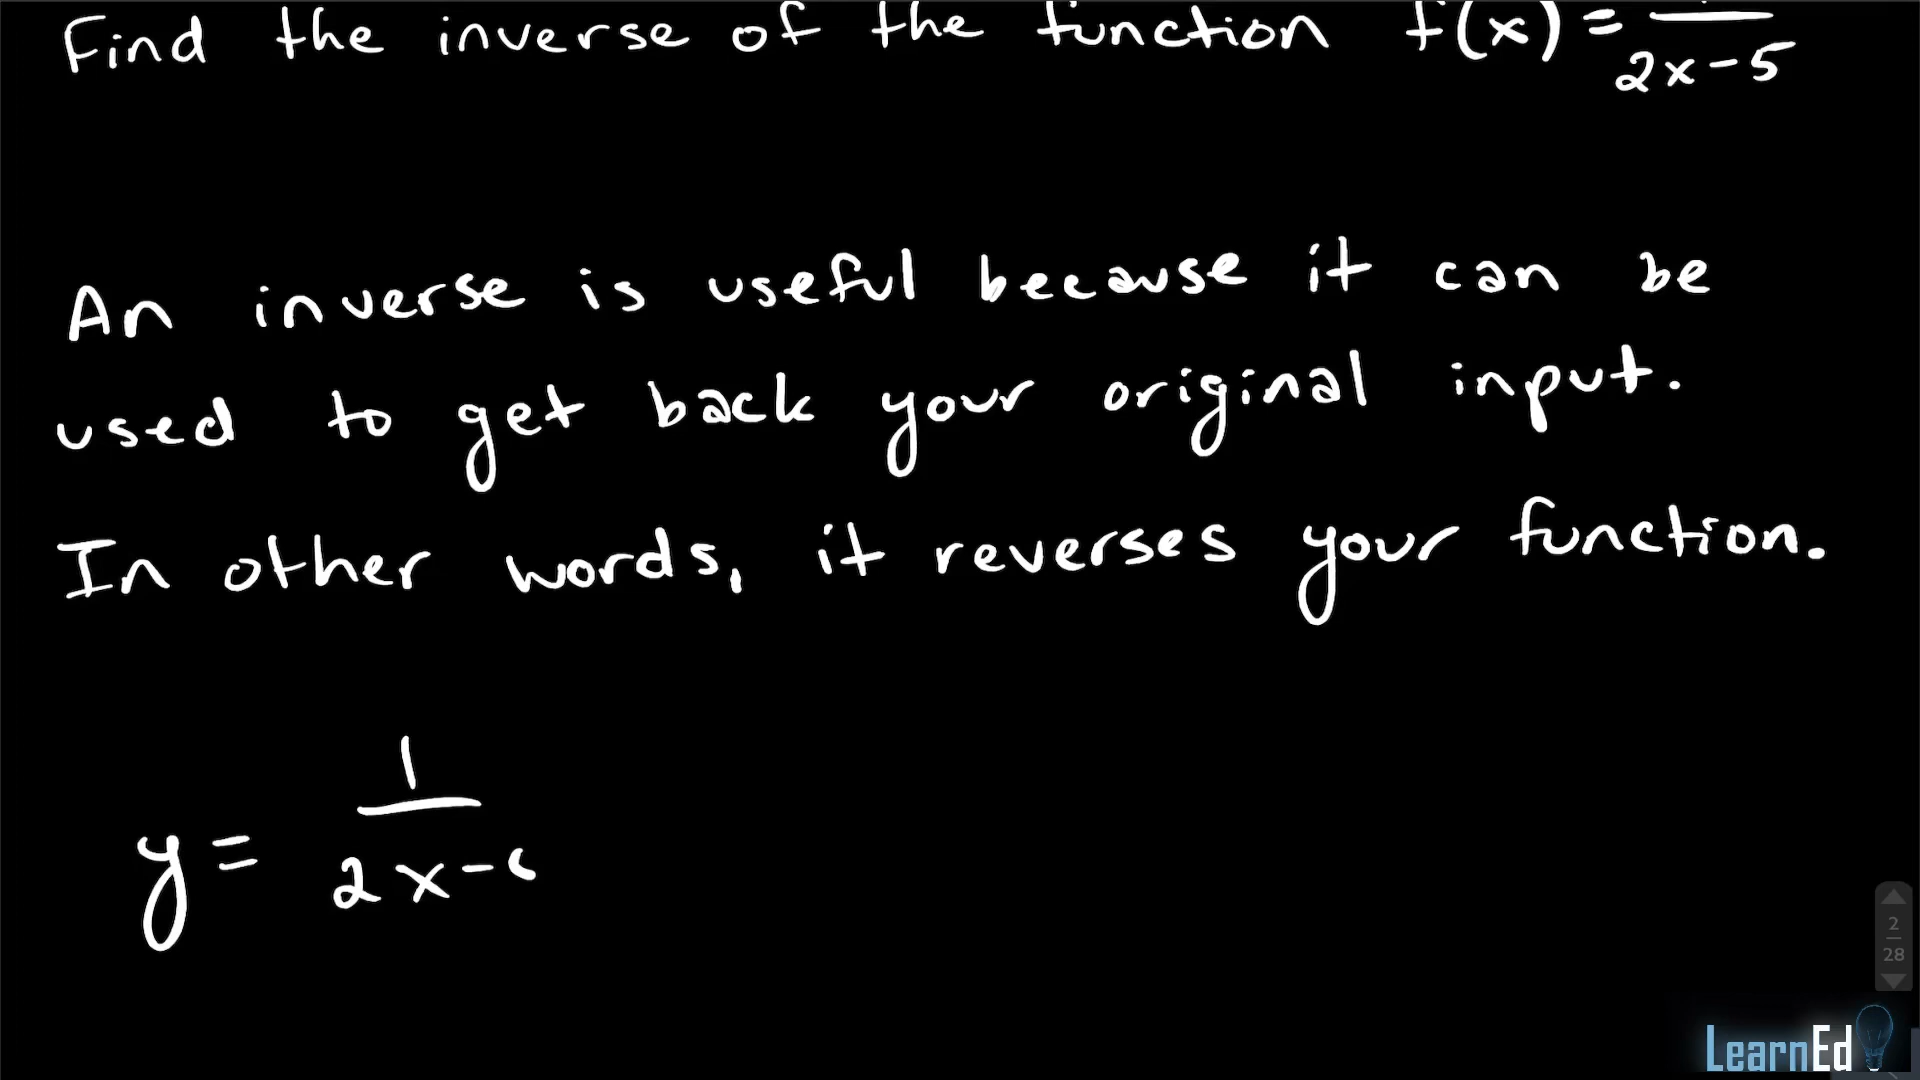 Find the inverse of the function f(x) = 
2x-5
An inverse is useful because it can be
used to get back your original input.
In other words, it reverses your function.
1
y =
2x-
2
28
LearnEd